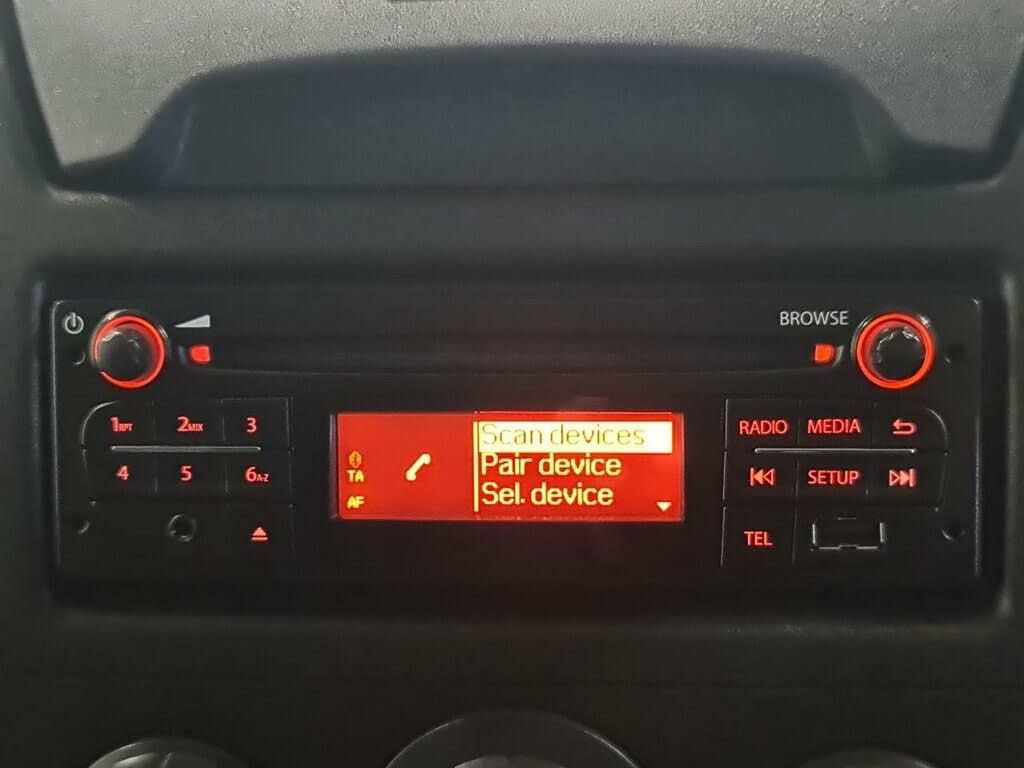 BROWSE
1RPT 2MIX 3
4 5 6A-Z
TA
AF
Scan devices
Pair device
Sel. device
RADIO MEDIA
SETUP
TEL